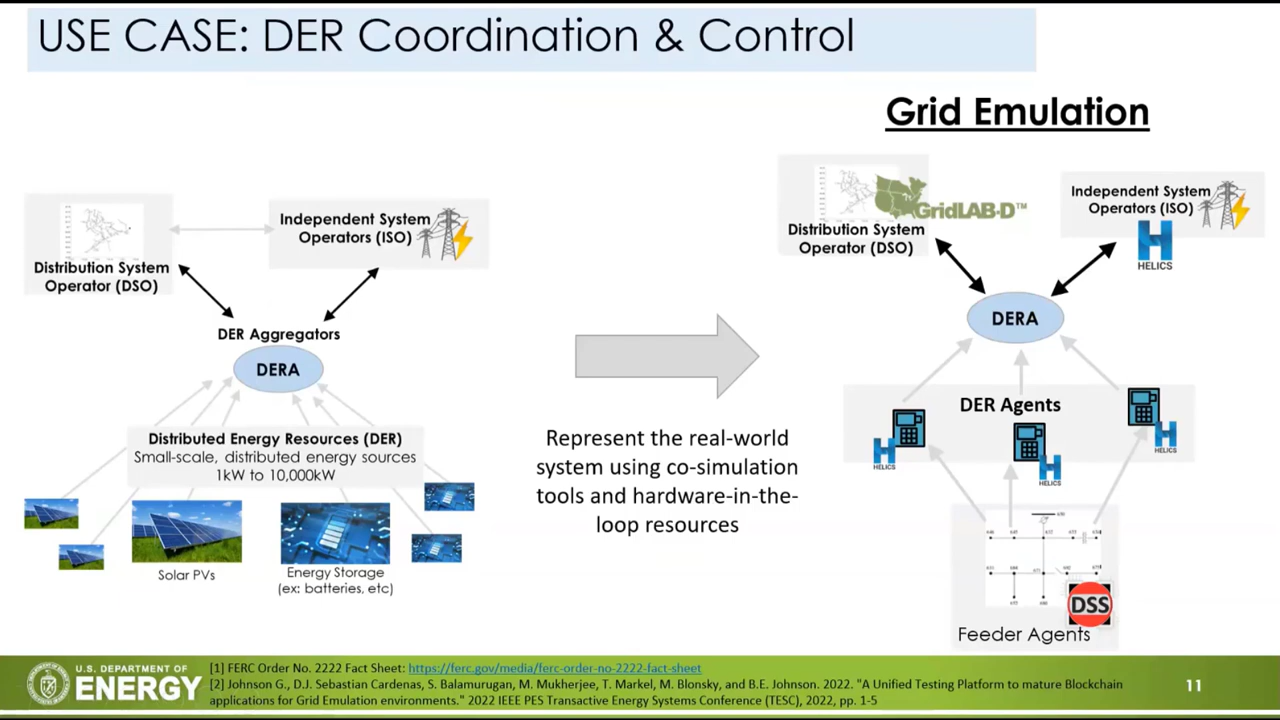 USE CASE: DER Coordination & Control
Grid Emulation
Distribution System
Operator (DSO)
Independent System
Operators (ISO)
DER Aggregators
DERA
Distributed Energy Resources (DER)
Small-scale, distributed energy sources
1kW to 10,000kW
Solar PVs
Energy Storage
(ex: batteries, etc)
Represent the real-world
system using co-simulation
tools and hardware-in-the-
loop resources
GridLAB-D™
Distribution System
Operator (DSO)
Independent System
Operators (ISO)
HELICS
DERA
DER Agents
HELICS
HELICS
HELICS
DSS
Feeder Agents
U.S. DEPARTMENT OF
ENERGY
[1] FERC Order No. 2222 Fact Sheet: https://ferc.gov/media/ferc-order-no-2222-fact-sheet
[2] Johnson G., D.J. Sebastian Cardenas, S. Balamurugan, M. Mukherjee, T. Markel, M. Blonsky, and B.E. Johnson. 2022. "A Unified Testing Platform to mature Blockchain
applications for Grid Emulation environments." 2022 IEEE PES Transactive Energy Systems Conference (TESC), 2022, pp. 1-5
11